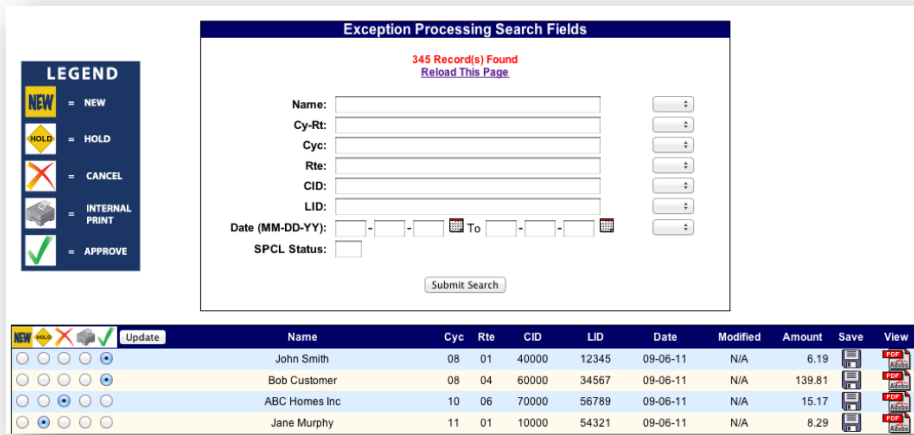 Exception Processing Search Fields
345 Record(s) Found
Reload This Page
LEGEND
NEW = NEW
HOLD = HOLD
= CANCEL
= INTERNAL PRINT
= APPROVE
Name:
Cy-Rt:
Cyc:
Rte:
CID:
LID:
Date (MM-DD-YY): - - To - -
SPCL Status:
Submit Search
NEW HOLD Update Name Cyc Rte CID LID Date Modified Amount Save View
John Smith 08 01 40000 12345 09-06-11 N/A 6.19 PDF Adobe
Bob Customer 08 04 60000 34567 09-06-11 N/A 139.81 PDF Adobe
ABC Homes Inc 10 06 70000 56789 09-06-11 N/A 15.17 PDF Adobe
Jane Murphy 11 01 10000 54321 09-06-11 N/A 8.29 PDF Adobe